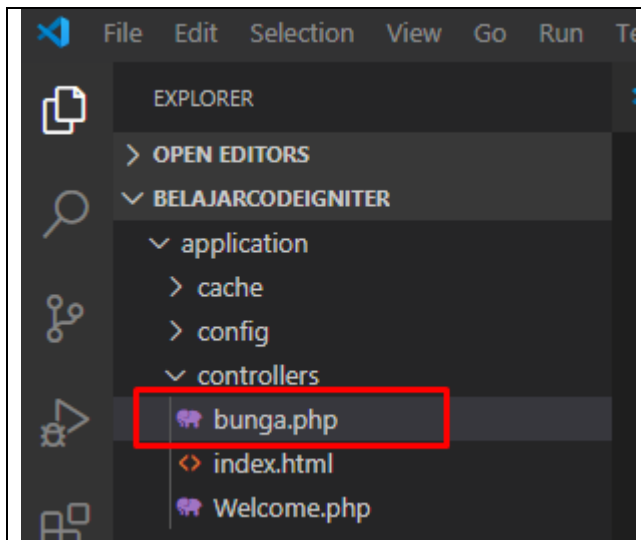 File Edit Selection View Go Run
EXPLORER
OPEN EDITORS
BELAJARCODEIGNITER
application
cache
config
controllers
bunga.php
index.html
Welcome.php